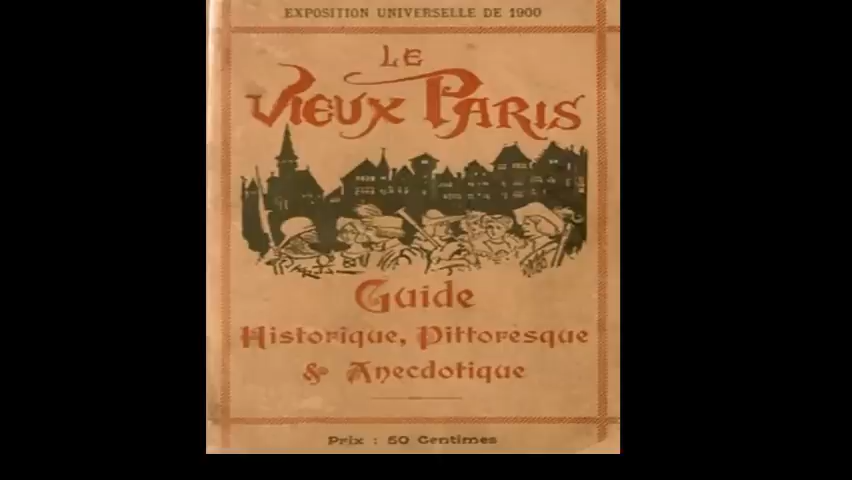 EXPOSITION UNIVERSELLE DE 1900
LE
VIEUX PARIS
Guide
Historique, Pittoresque
& Anecdotique
Prix : 50 Centimes